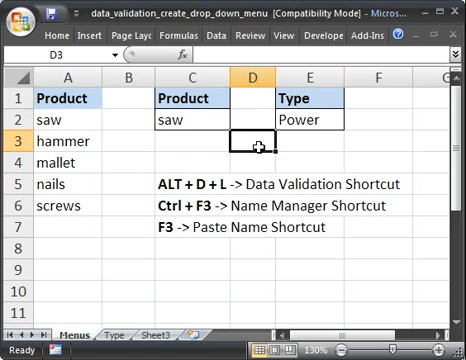 data_validation_create_drop_down_menu [Compatibility Mode] - Micros...
Home Insert Page Layo Formulas Data Review View Develope Add-Ins
D3 fx
A B C D E F
1 Product Product Type
2 saw saw Power
3 hammer
4 mallet
5 nails ALT + D + L -> Data Validation Shortcut
6 screws Ctrl + F3 -> Name Manager Shortcut
7 F3 -> Paste Name Shortcut
8
9
10
11
Menus Type Sheet3
Ready 130%